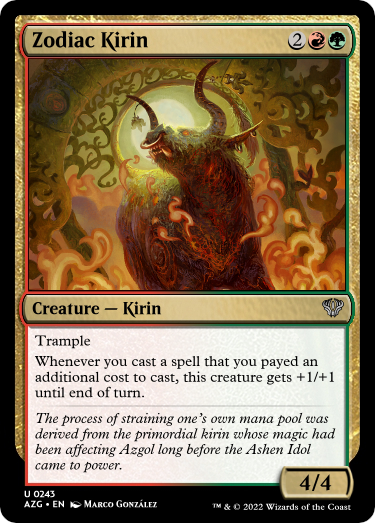 Zodiac Kirin 2
Creature — Kirin
Trample
Whenever you cast a spell that you payed an
additional cost to cast, this creature gets +1/+1
until end of turn.
The process of straining one's own mana pool was
derived from the primordial kirin whose magic had
been affecting Azgol long before the Ashen Idol
came to power.
4/4
U 0243
AZG • EN Marco González
™ & © 2022 Wizards of the Coast